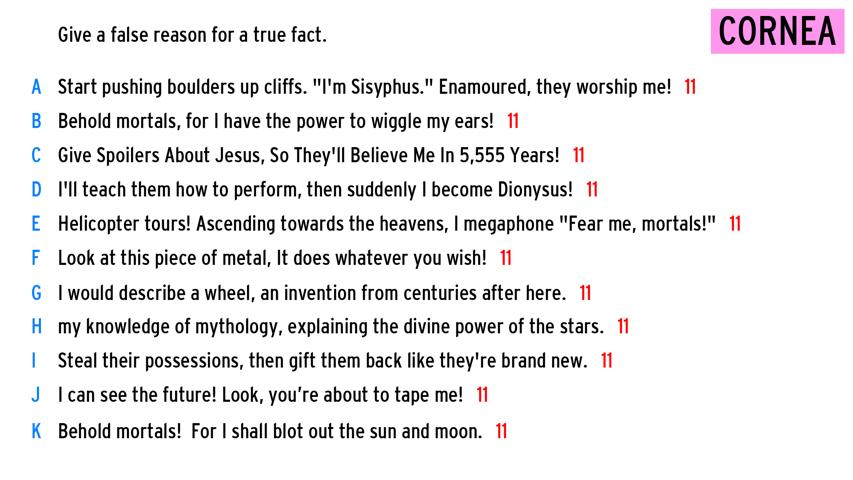 Give a false reason for a true fact.
CORNEA
A Start pushing boulders up cliffs. "I'm Sisyphus." Enamoured, they worship me! 11
B Behold mortals, for I have the power to wiggle my ears! 11
C Give Spoilers About Jesus, So They'll Believe Me In 5,555 Years! 11
D I'll teach them how to perform, then suddenly I become Dionysus! 11
E Helicopter tours! Ascending towards the heavens, I megaphone "Fear me, mortals!" 11
F Look at this piece of metal, It does whatever you wish! 11
G I would describe a wheel, an invention from centuries after here. 11
H my knowledge of mythology, explaining the divine power of the stars. 11
I Steal their possessions, then gift them back like they're brand new. 11
J I can see the future! Look, you’re about to tape me! 11
K Behold mortals!  For I shall blot out the sun and moon. 11